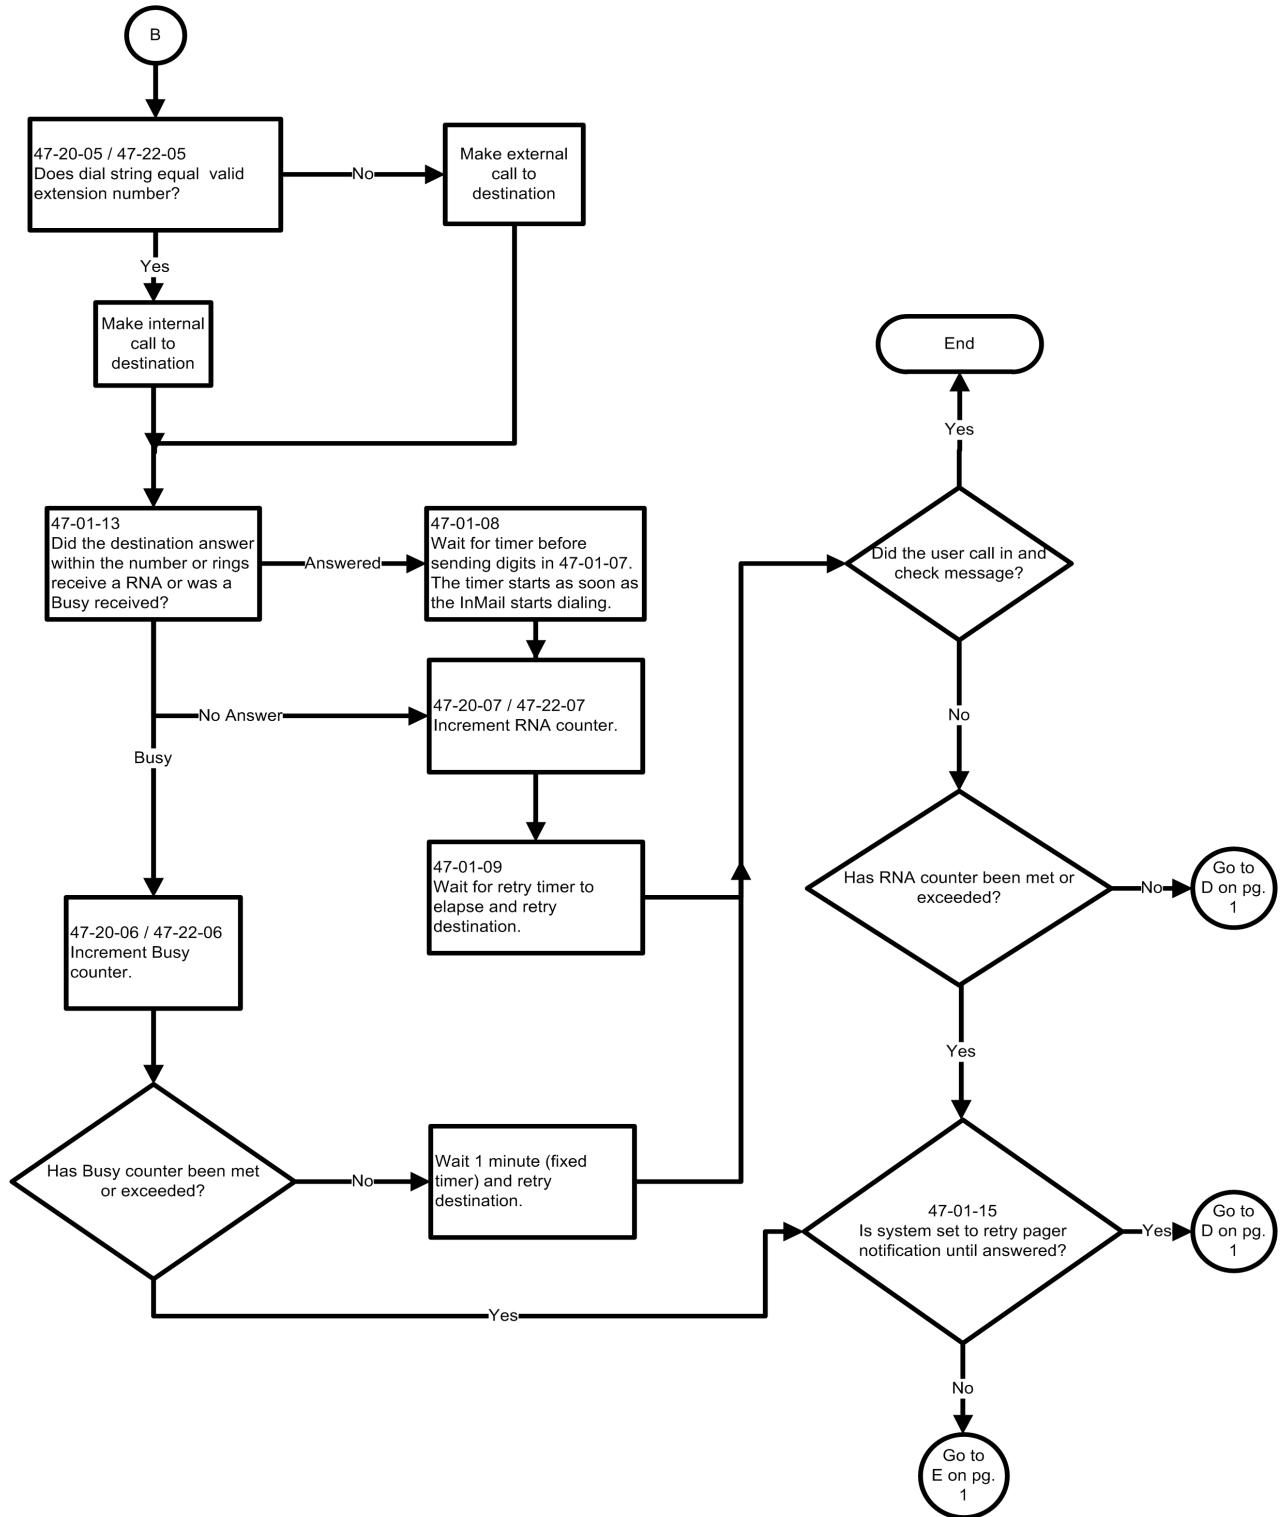 B
47-20-05 / 47-22-05
Does dial string equal  valid
extension number?
No
Make external
call to
destination
Yes
Make internal
call to
destination
End
Yes
47-01-13
Did the destination answer
within the number or rings
receive a RNA or was a
Busy received?
Answered
47-01-08
Wait for timer before
sending digits in 47-01-07.
The timer starts as soon as
the InMail starts dialing.
Did the user call in and
check message?
No Answer
47-20-07 / 47-22-07
Increment RNA counter.
No
Busy
47-01-09
Wait for retry timer to
elapse and retry
destination.
Has RNA counter been met or
exceeded?
No
Go to
D on pg.
1
47-20-06 / 47-22-06
Increment Busy
counter.
Yes
Has Busy counter been met
or exceeded?
No
Wait 1 minute (fixed
timer) and retry
destination.
47-01-15
Is system set to retry pager
notification until answered?
Yes
Go to
D on pg.
1
Yes
No
Go to
E on pg.
1